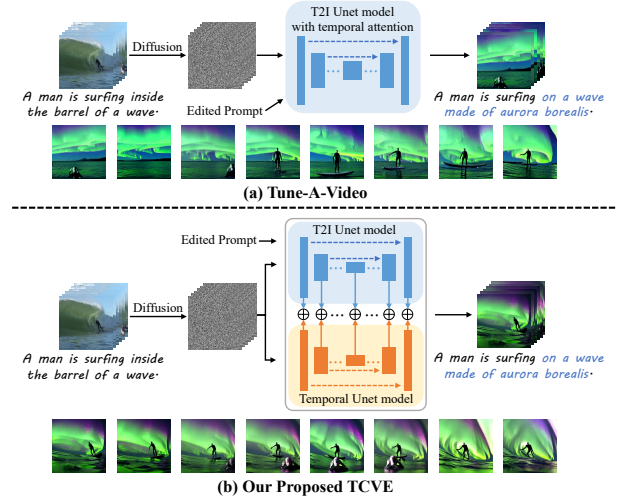 T2I Unet model
with temporal attention
Diffusion
Edited Prompt
A man is surfing inside
the barrel of a wave.
A man is surfing on a wave
made of aurora borealis.
(a) Tune-A-Video
Edited Prompt
T2I Unet model
Diffusion
A man is surfing inside
the barrel of a wave.
A man is surfing on a wave
made of aurora borealis.
Temporal Unet model
(b) Our Proposed TCVE